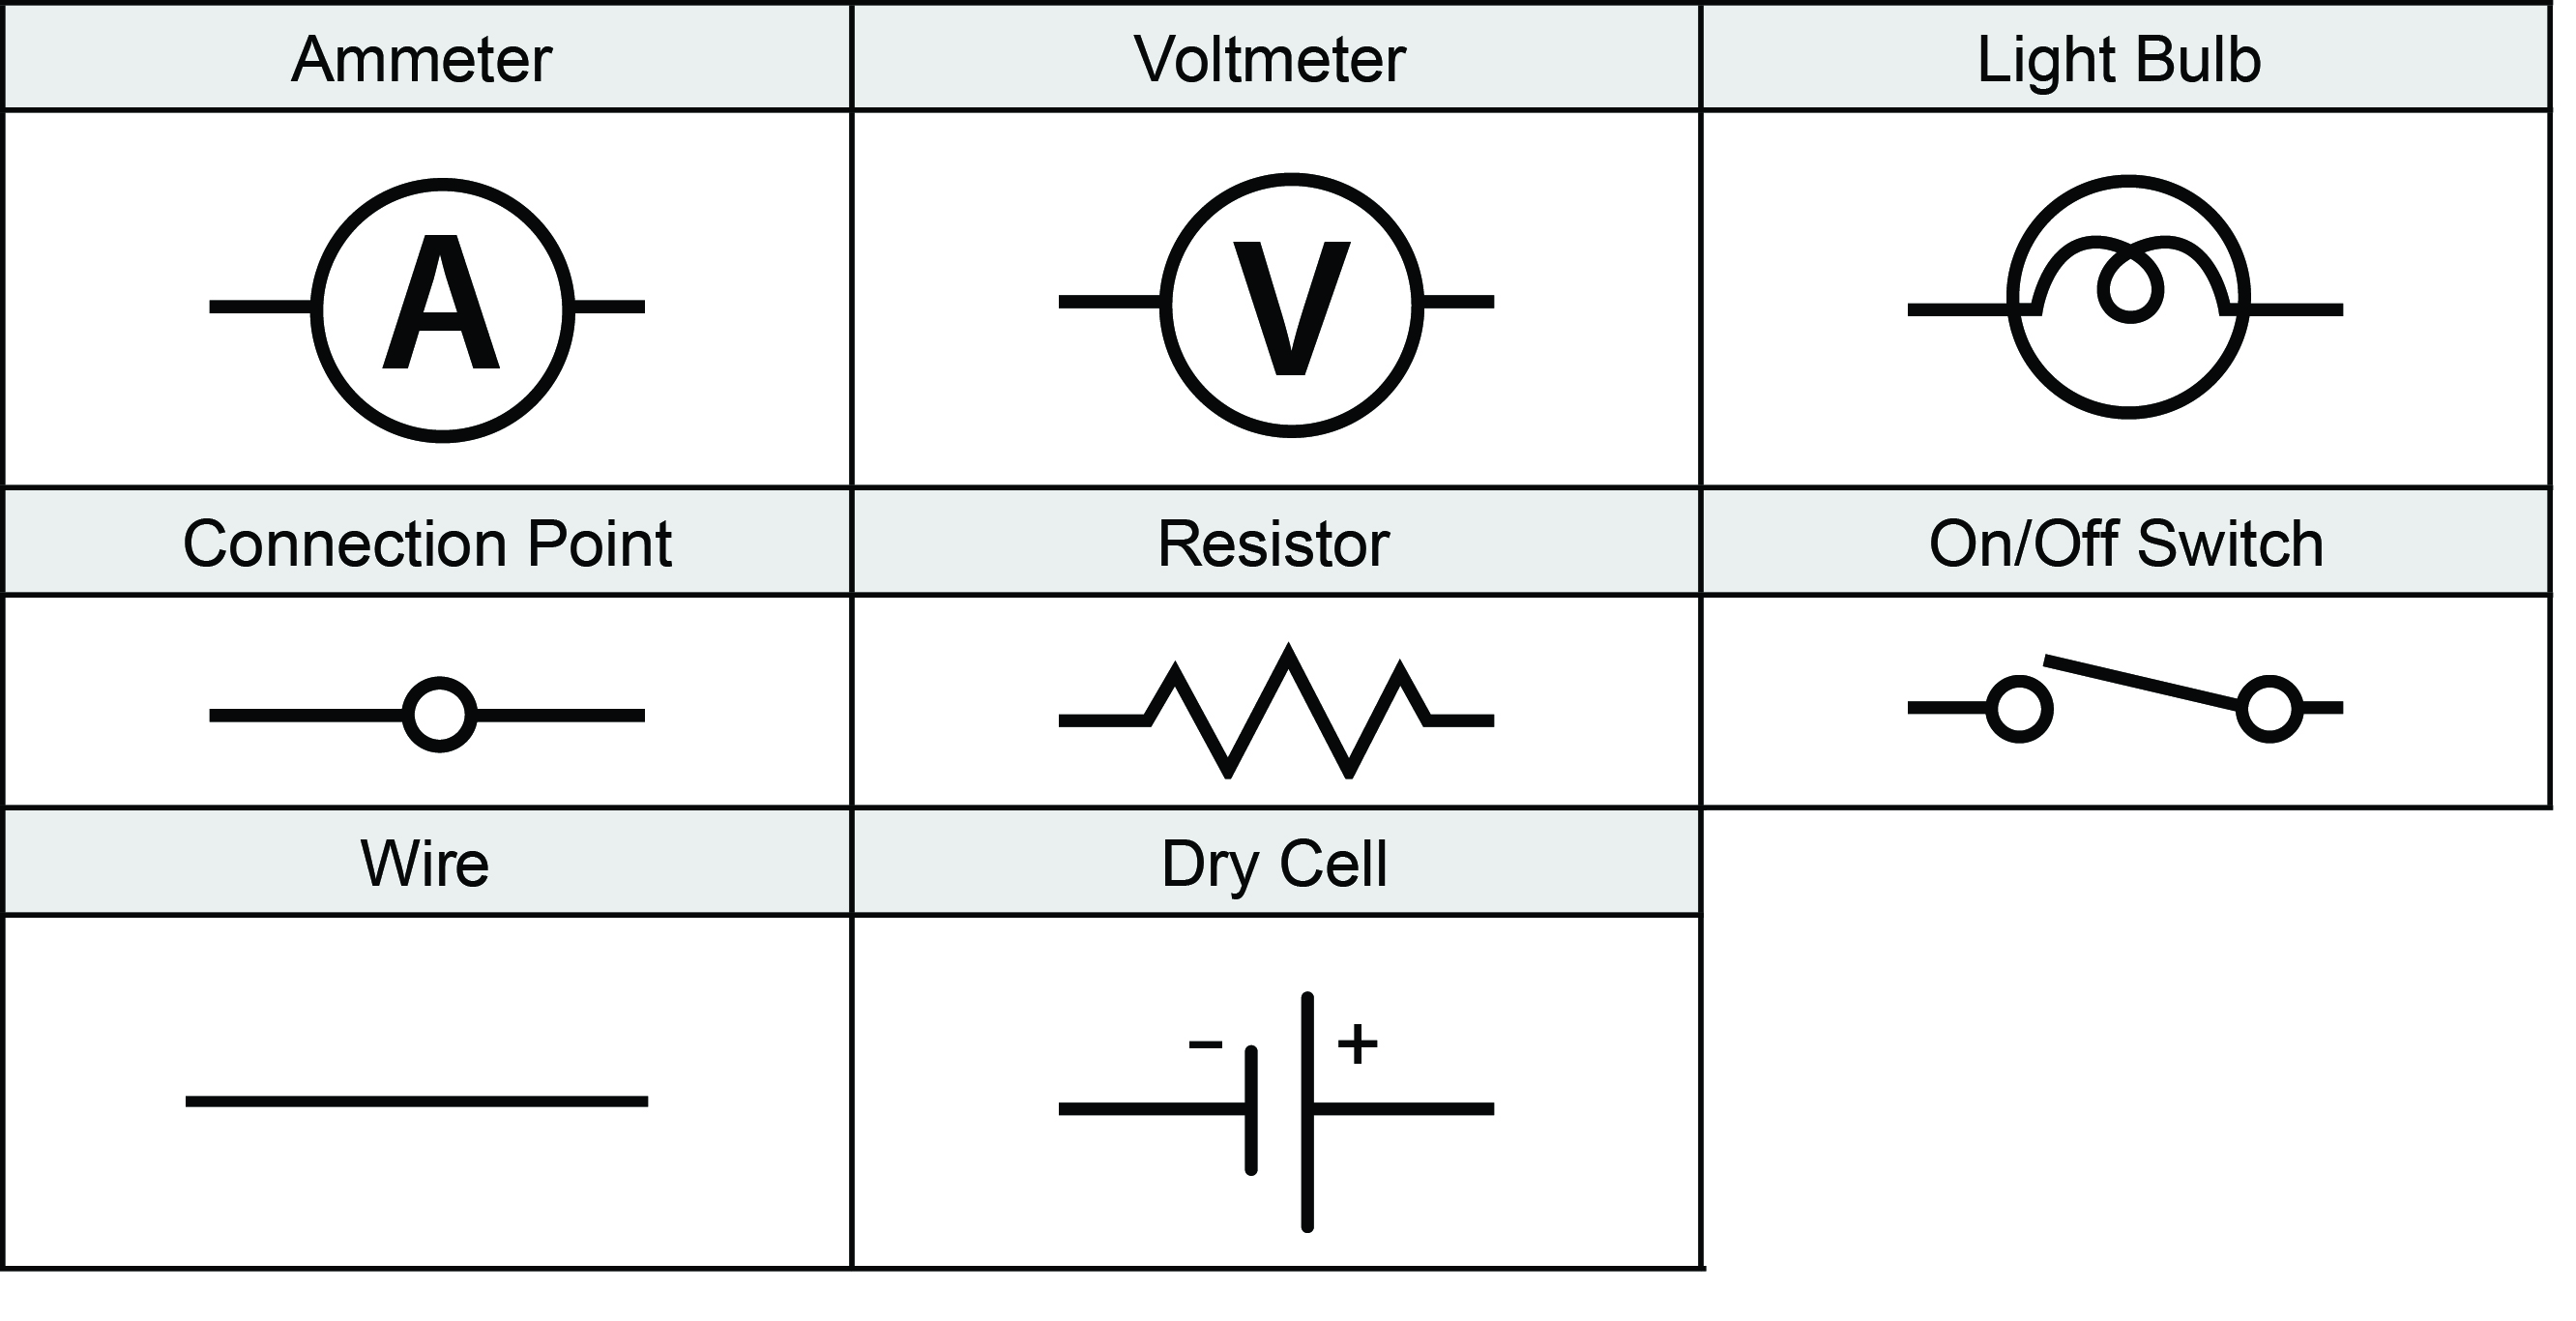 Ammeter
Voltmeter
Light Bulb
A
V
Connection Point
Resistor
On/Off Switch
Wire
Dry Cell
− +